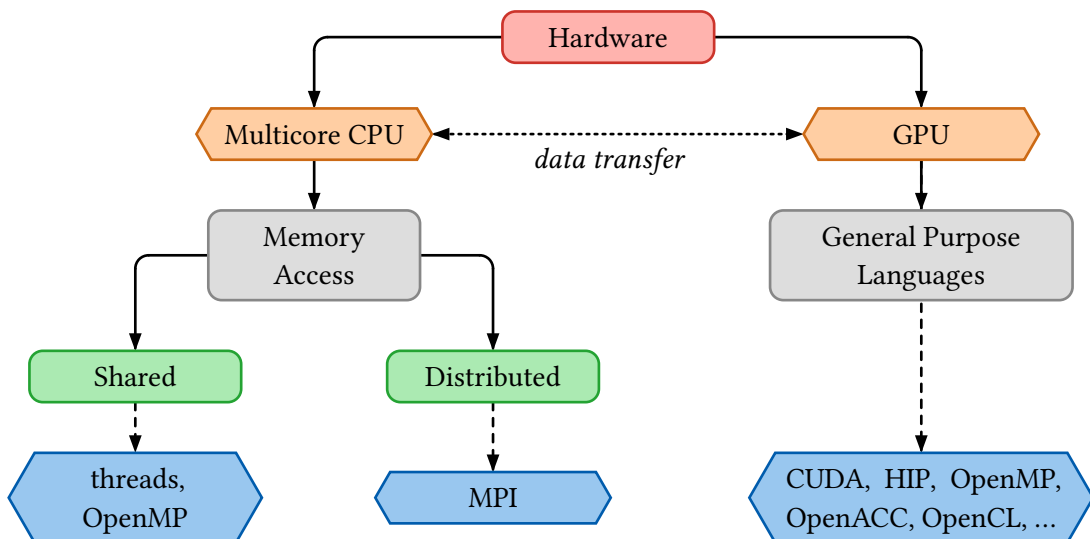 Hardware
Multicore CPU
GPU
data transfer
Memory
Access
General Purpose
Languages
Shared
Distributed
threads,
OpenMP
MPI
CUDA, HIP, OpenMP,
OpenACC, OpenCL, ...